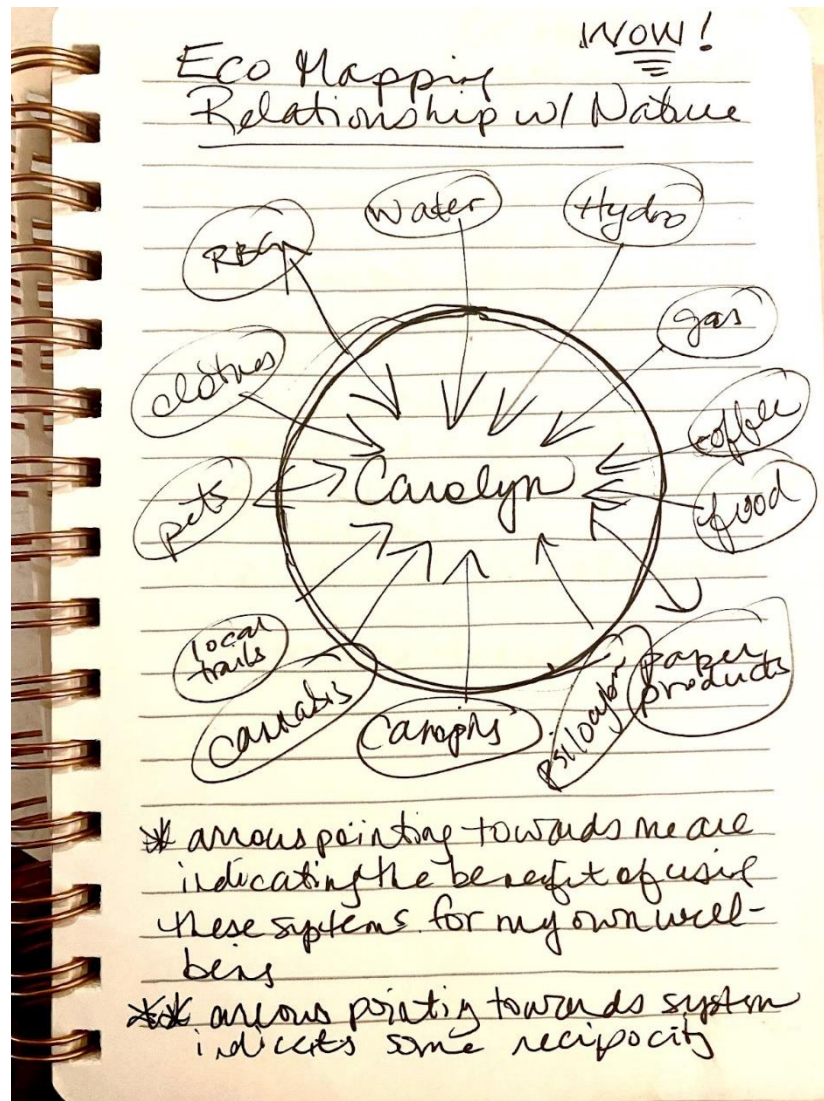 WOW!
Eco Mapping
Relationship w/ Nature
Water
Hydro
RBG
gas
clothes
coffee
Carolyn
pets
food
local
trails
paper
products
cannabis
psilocybin
* arrows pointing towards me are
indicating the benefit of using
these systems for my own well-
being
** arrows pointing towards system
indicates some reciprocity